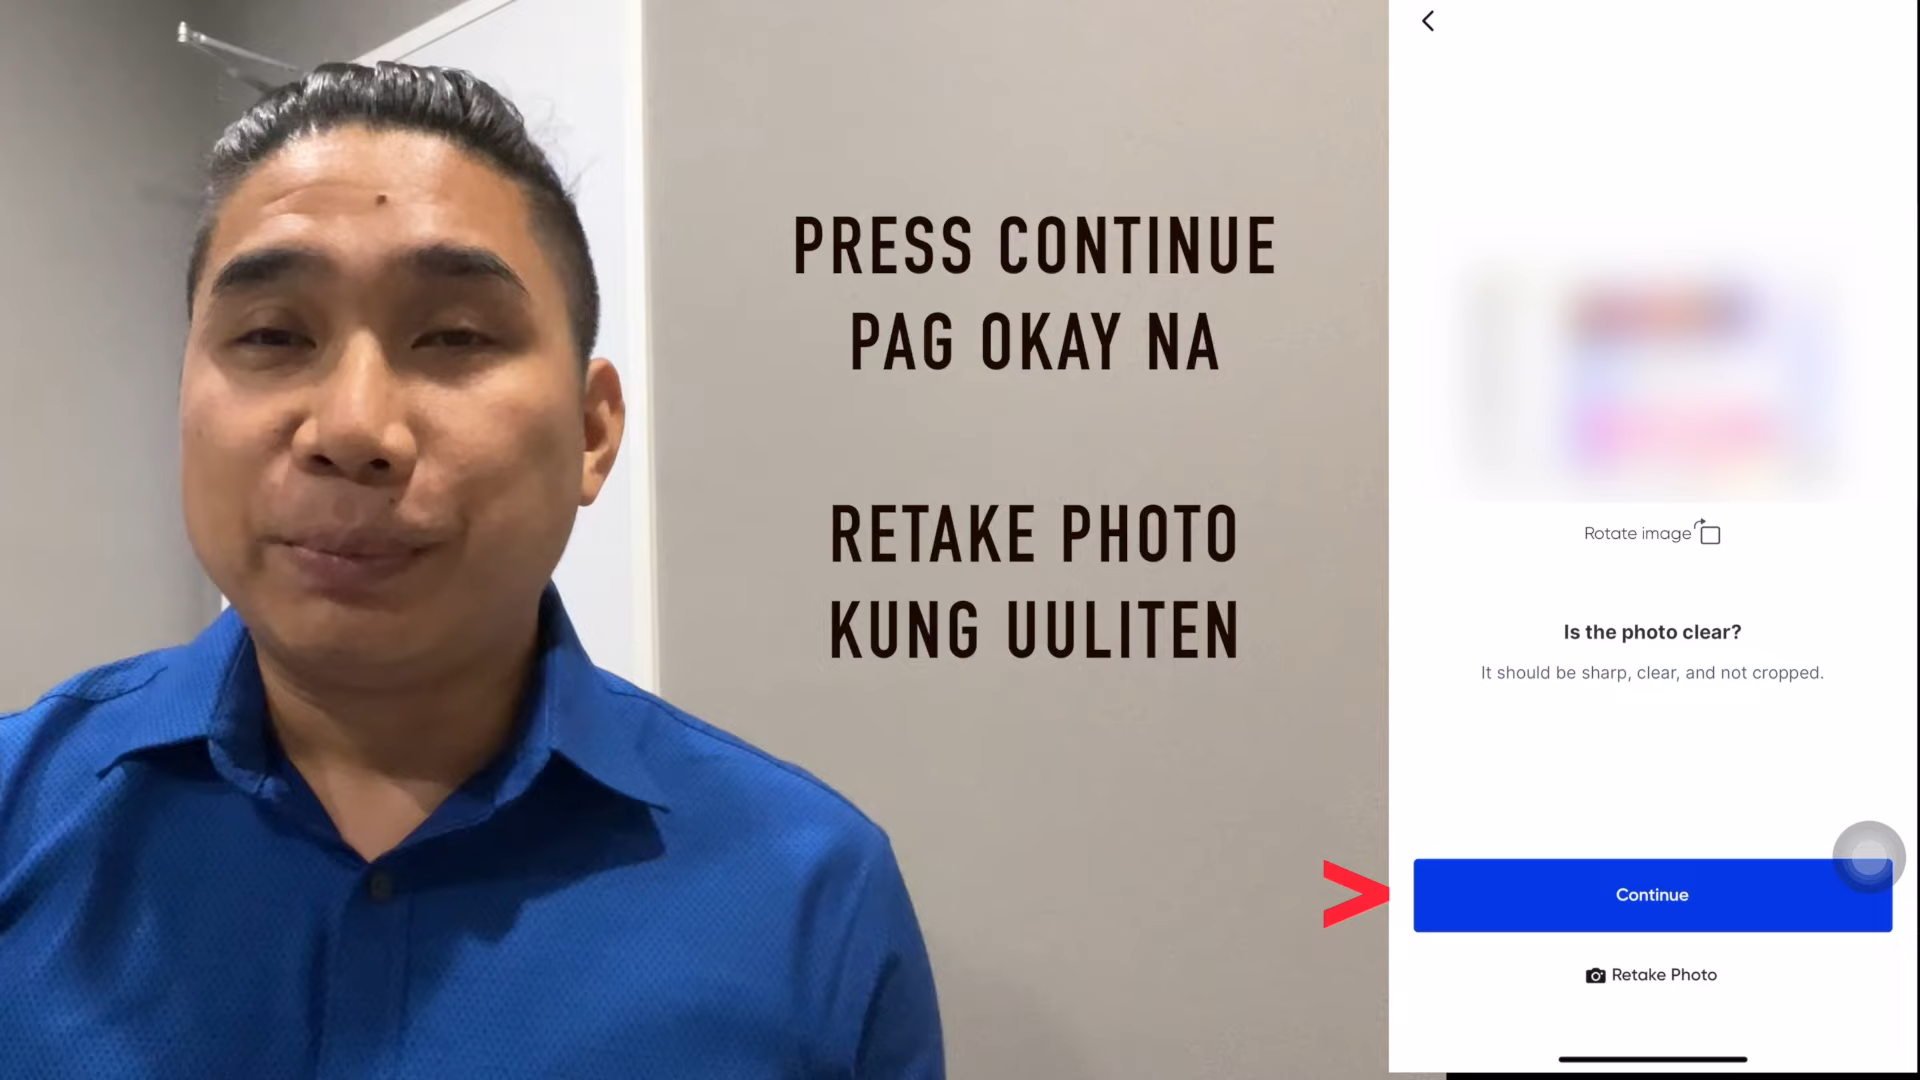 PRESS CONTINUE
PAG OKAY NA
RETAKE PHOTO
KUNG UULITEN
Rotate image
Is the photo clear?
It should be sharp, clear, and not cropped.
>
Continue
Retake Photo